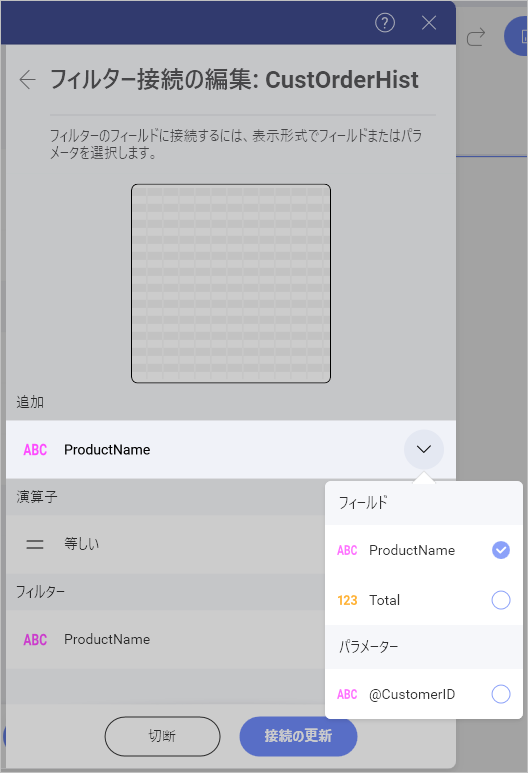 フィルター接続の編集: CustOrderHist
フィルターのフィールドに接続するには、表示形式でフィールドまたはパラ
メータを選択します。
追加
ABC ProductName
演算子
等しい
フィルター
ABC ProductName
フィールド
ABC ProductName
123 Total
パラメーター
ABC @CustomerID
切断
接続の更新